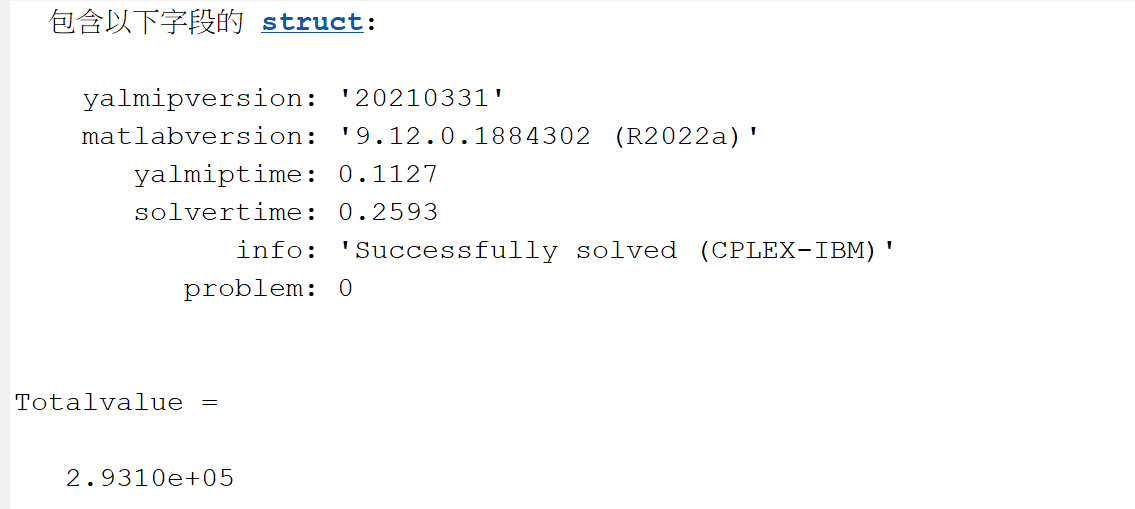 包含以下字段的 struct:
yalmipversion: '20210331'
matlabversion: '9.12.0.1884302 (R2022a)'
yalmiptime: 0.1127
solvertime: 0.2593
info: 'Successfully solved (CPLEX-IBM)'
problem: 0
Totalvalue =
2.9310e+05